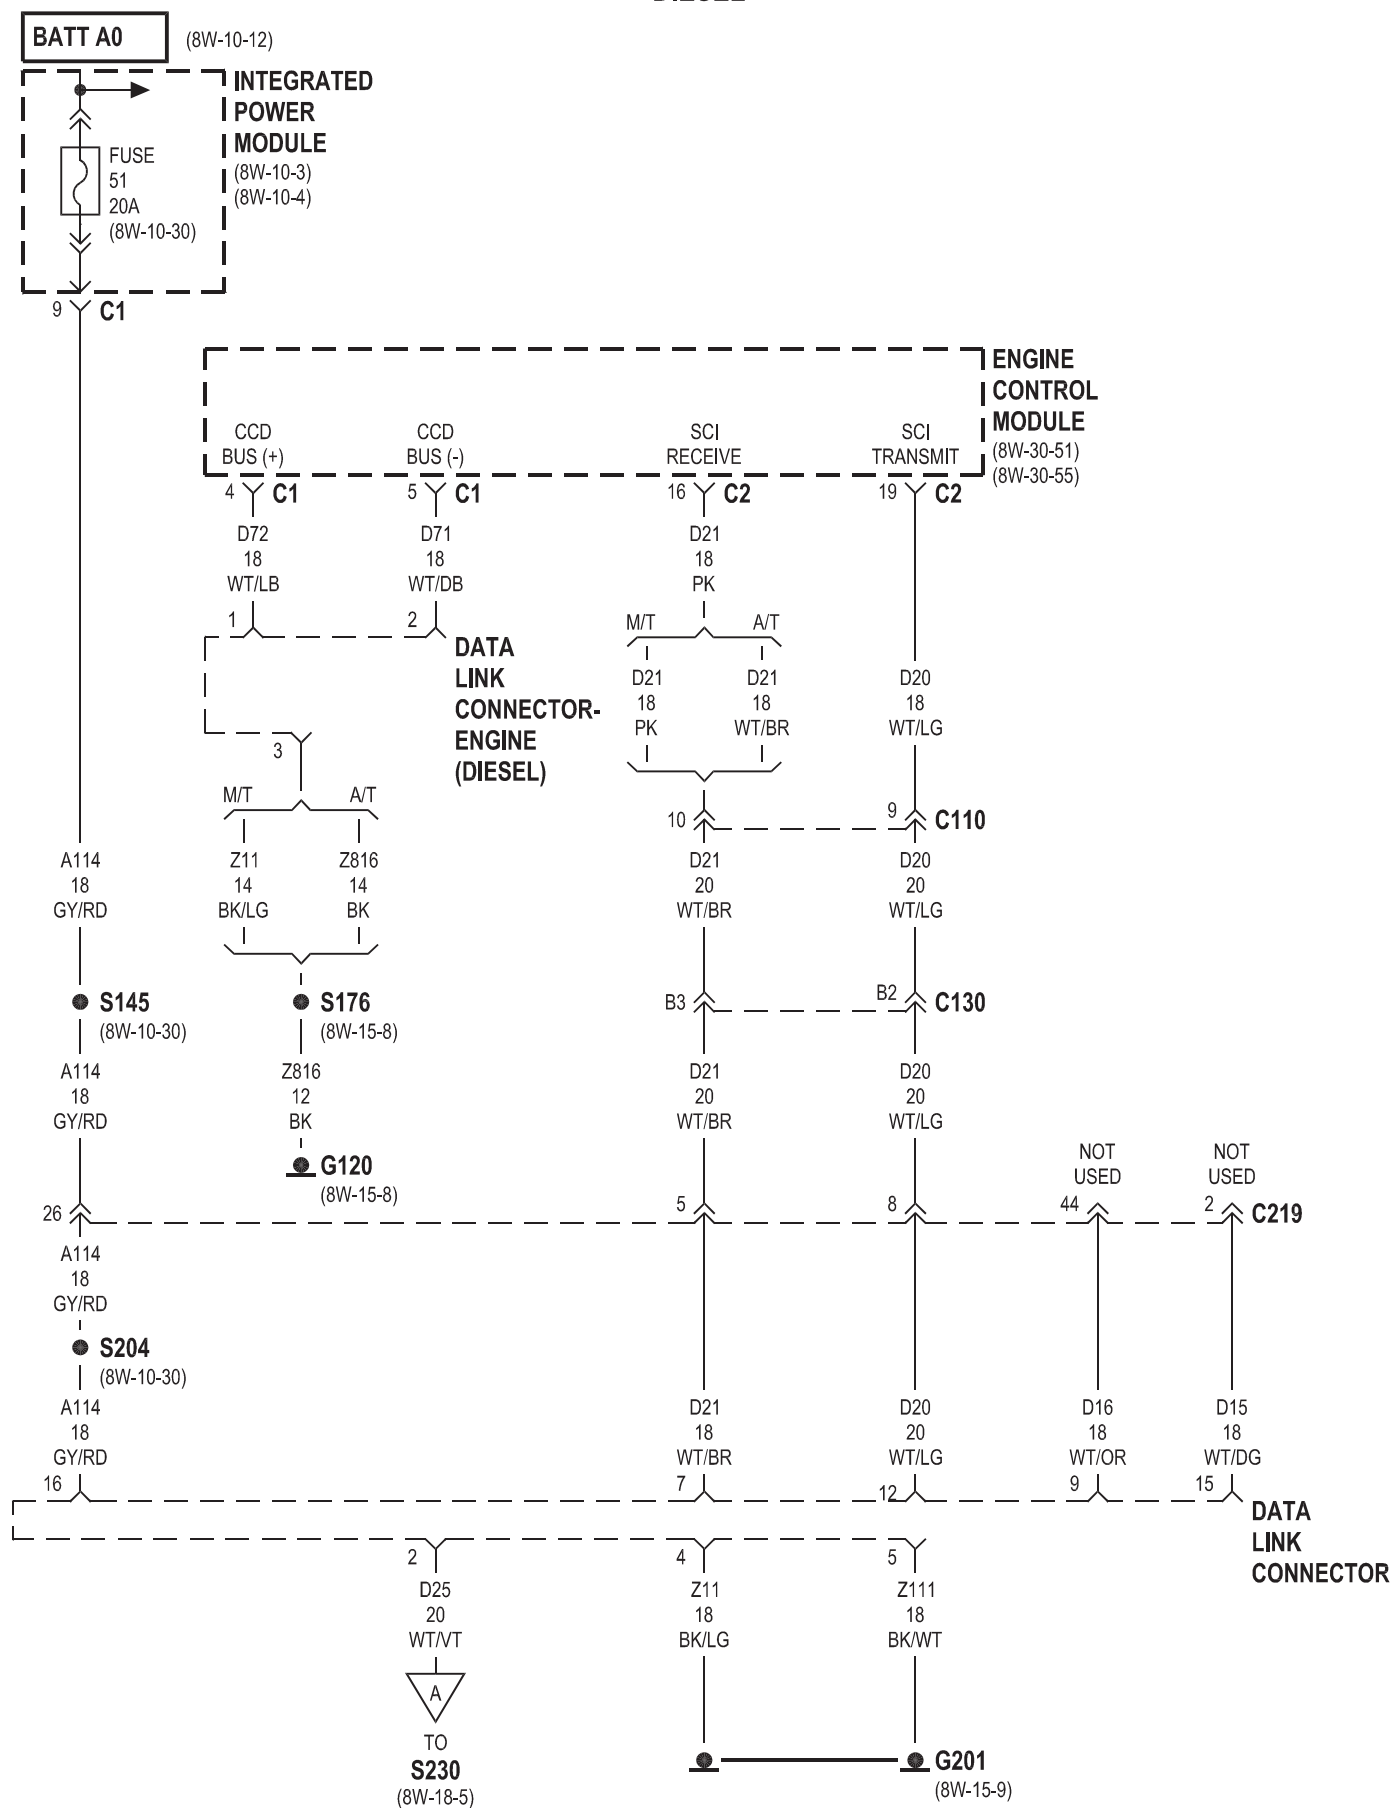 DIESEL
BATT A0
(8W-10-12)
INTEGRATED
POWER
MODULE
(8W-10-3)
(8W-10-4)
FUSE
51
20A
(8W-10-30)
9
C1
ENGINE
CONTROL
MODULE
(8W-30-51)
(8W-30-55)
CCD
BUS (+)
CCD
BUS (-)
SCI
RECEIVE
SCI
TRANSMIT
4
C1
5
C1
16
C2
19
C2
D72
18
WT/LB
D71
18
WT/DB
D21
18
PK
1
2
DATA
LINK
CONNECTOR-
ENGINE
(DIESEL)
M/T
A/T
D21
18
PK
D21
18
WT/BR
D20
18
WT/LG
3
M/T
A/T
10
9
C110
A114
18
GY/RD
Z11
14
BK/LG
Z816
14
BK
D21
20
WT/BR
D20
20
WT/LG
S145
(8W-10-30)
S176
(8W-15-8)
B3
B2
C130
A114
18
GY/RD
Z816
12
BK
D21
20
WT/BR
D20
20
WT/LG
G120
(8W-15-8)
NOT
USED
NOT
USED
26
5
8
44
2
C219
A114
18
GY/RD
S204
(8W-10-30)
A114
18
GY/RD
D21
18
WT/BR
D20
20
WT/LG
D16
18
WT/OR
D15
18
WT/DG
16
7
12
9
15
DATA
LINK
CONNECTOR
2
4
5
D25
20
WT/VT
Z11
18
BK/LG
Z111
18
BK/WT
A
TO
S230
(8W-18-5)
G201
(8W-15-9)